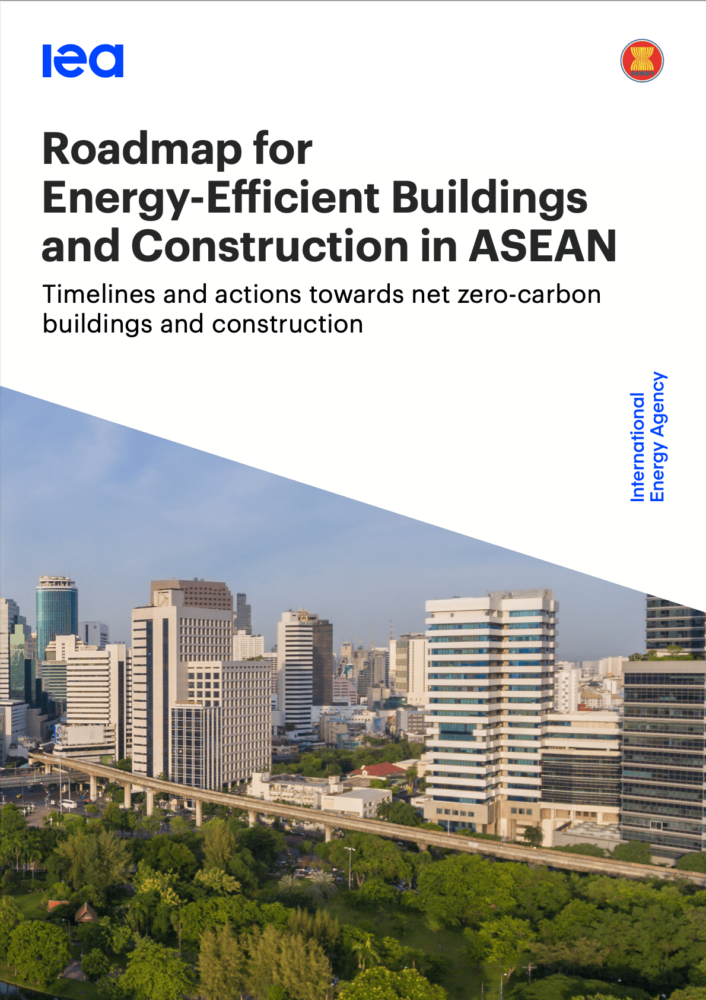 iea
asean
Roadmap for
Energy-Efficient Buildings
and Construction in ASEAN
Timelines and actions towards net zero-carbon
buildings and construction
International
Energy Agency